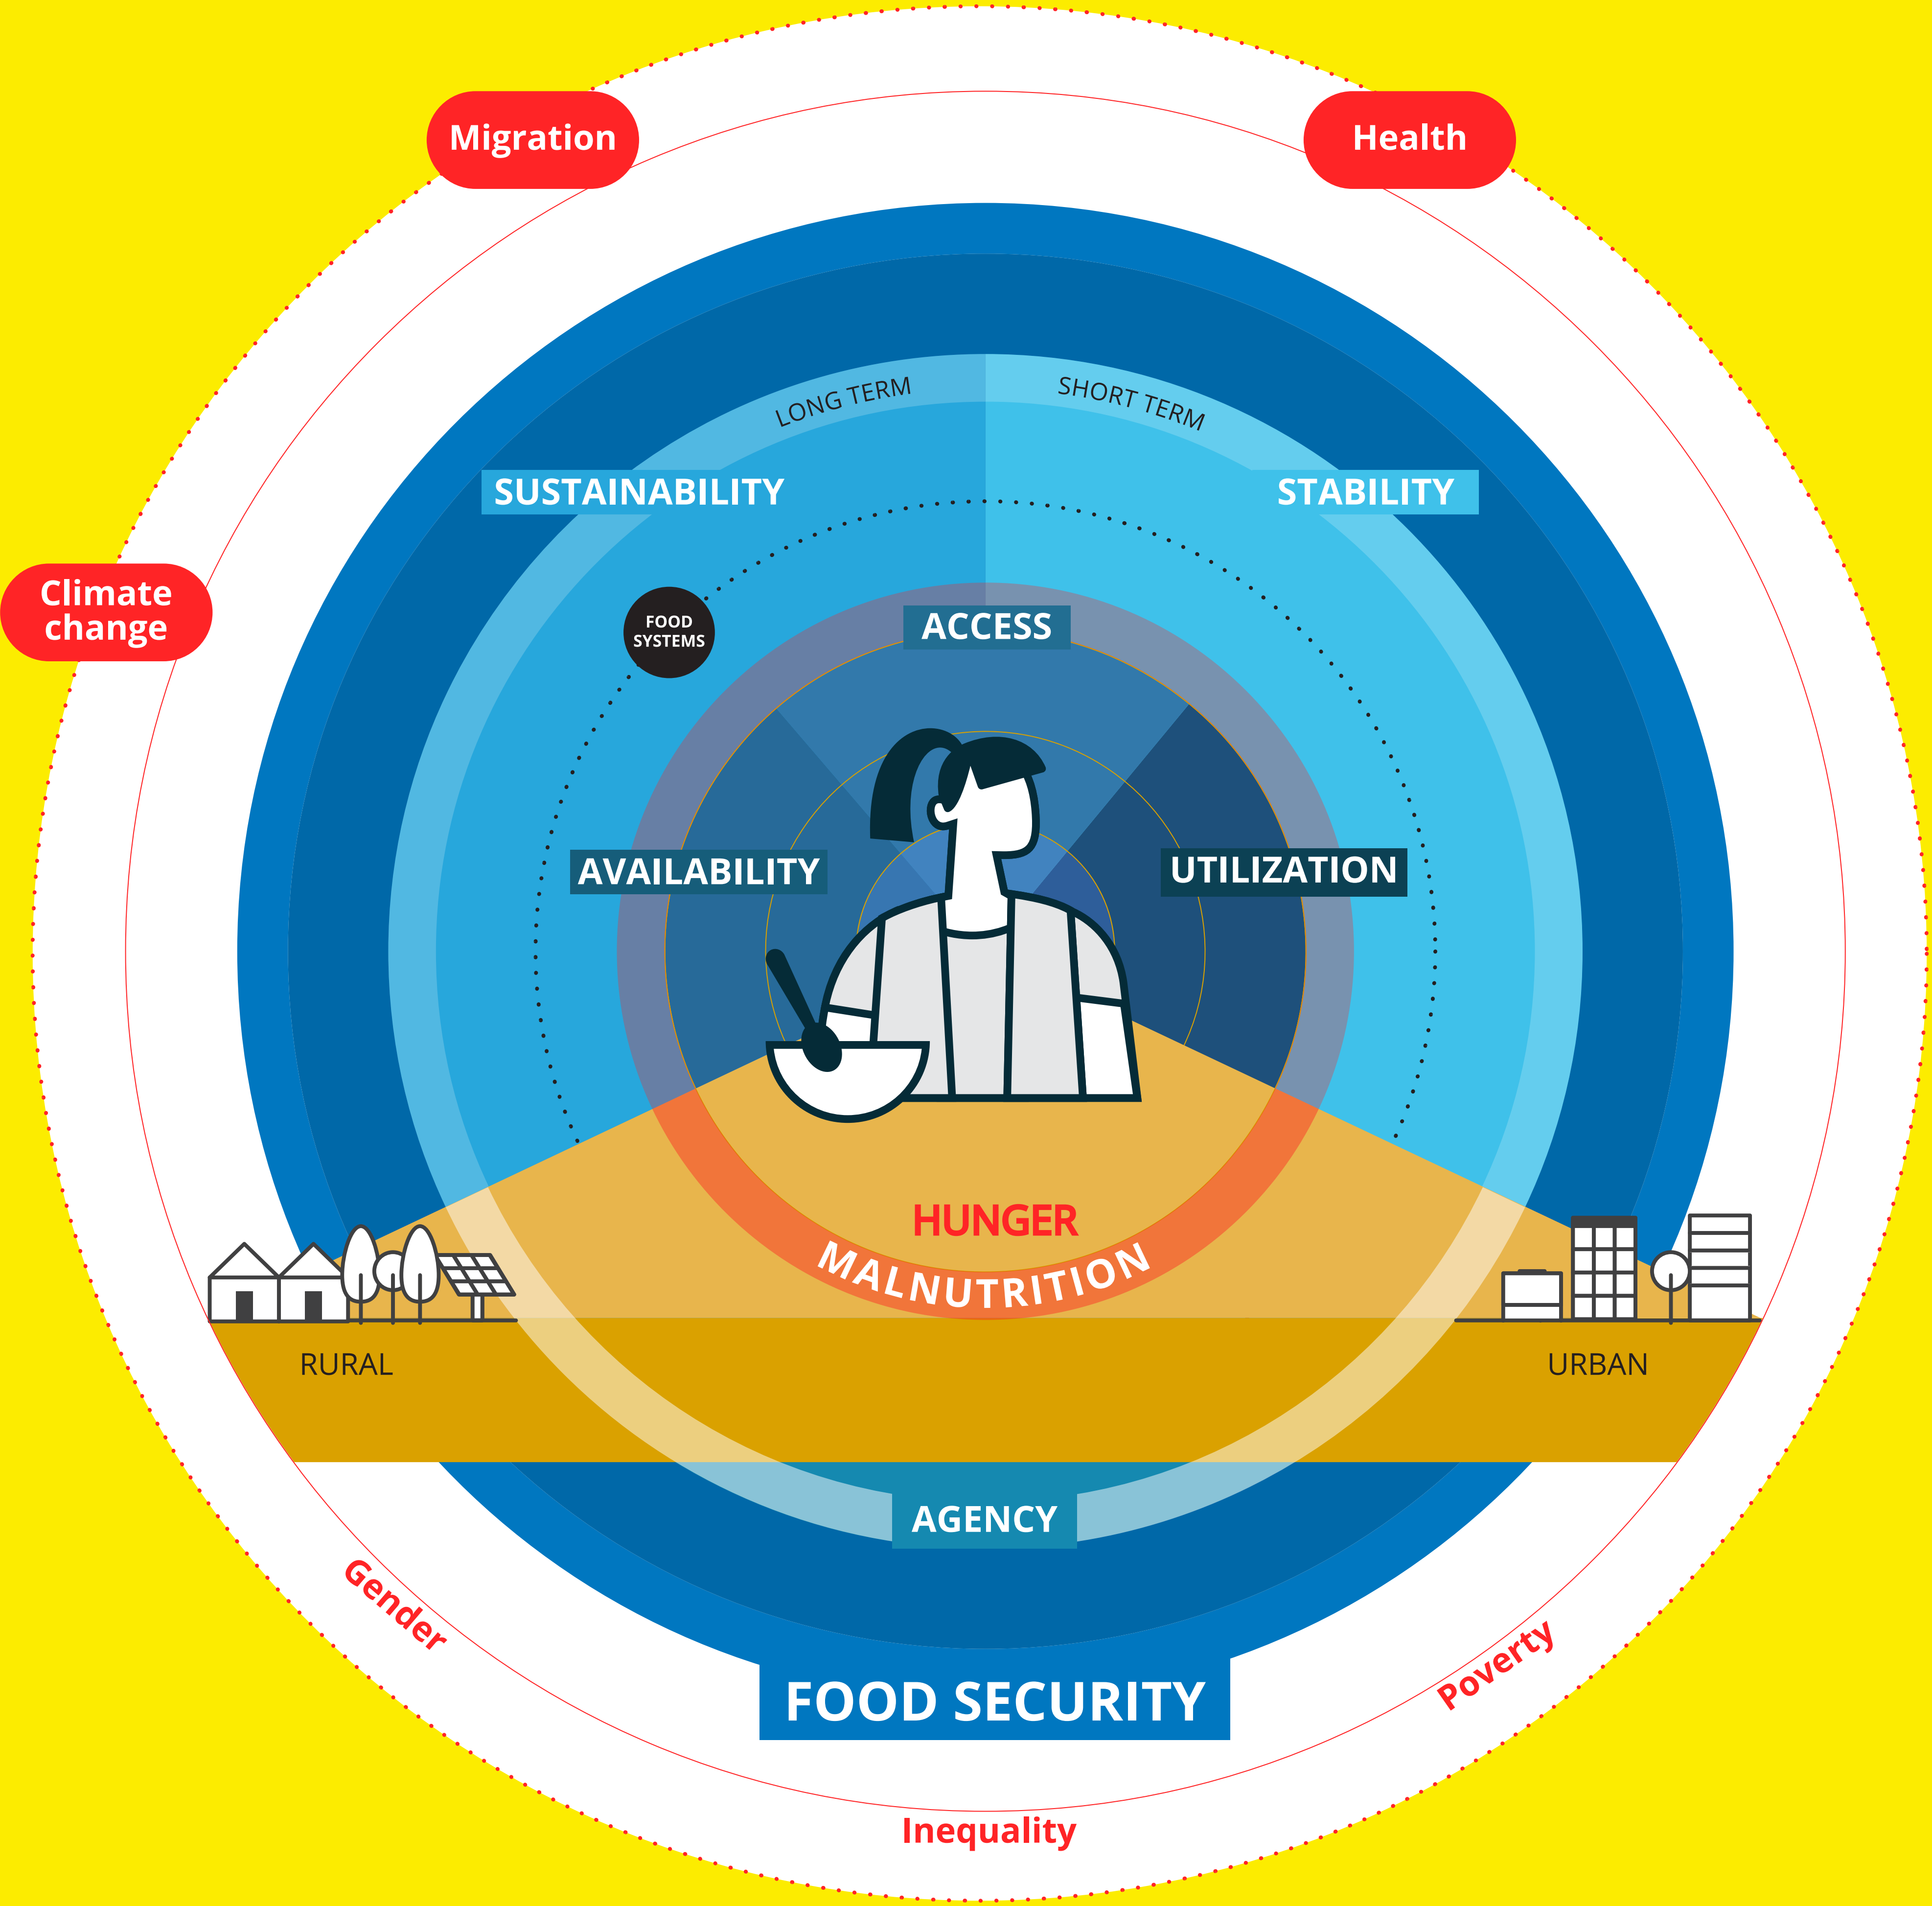 Migration
Health
LONG TERM
SHORT TERM
SUSTAINABILITY
STABILITY
Climate
change
FOOD
SYSTEMS
ACCESS
AVAILABILITY
UTILIZATION
HUNGER
MALNUTRITION
RURAL
URBAN
AGENCY
Gender
Poverty
FOOD SECURITY
Inequality